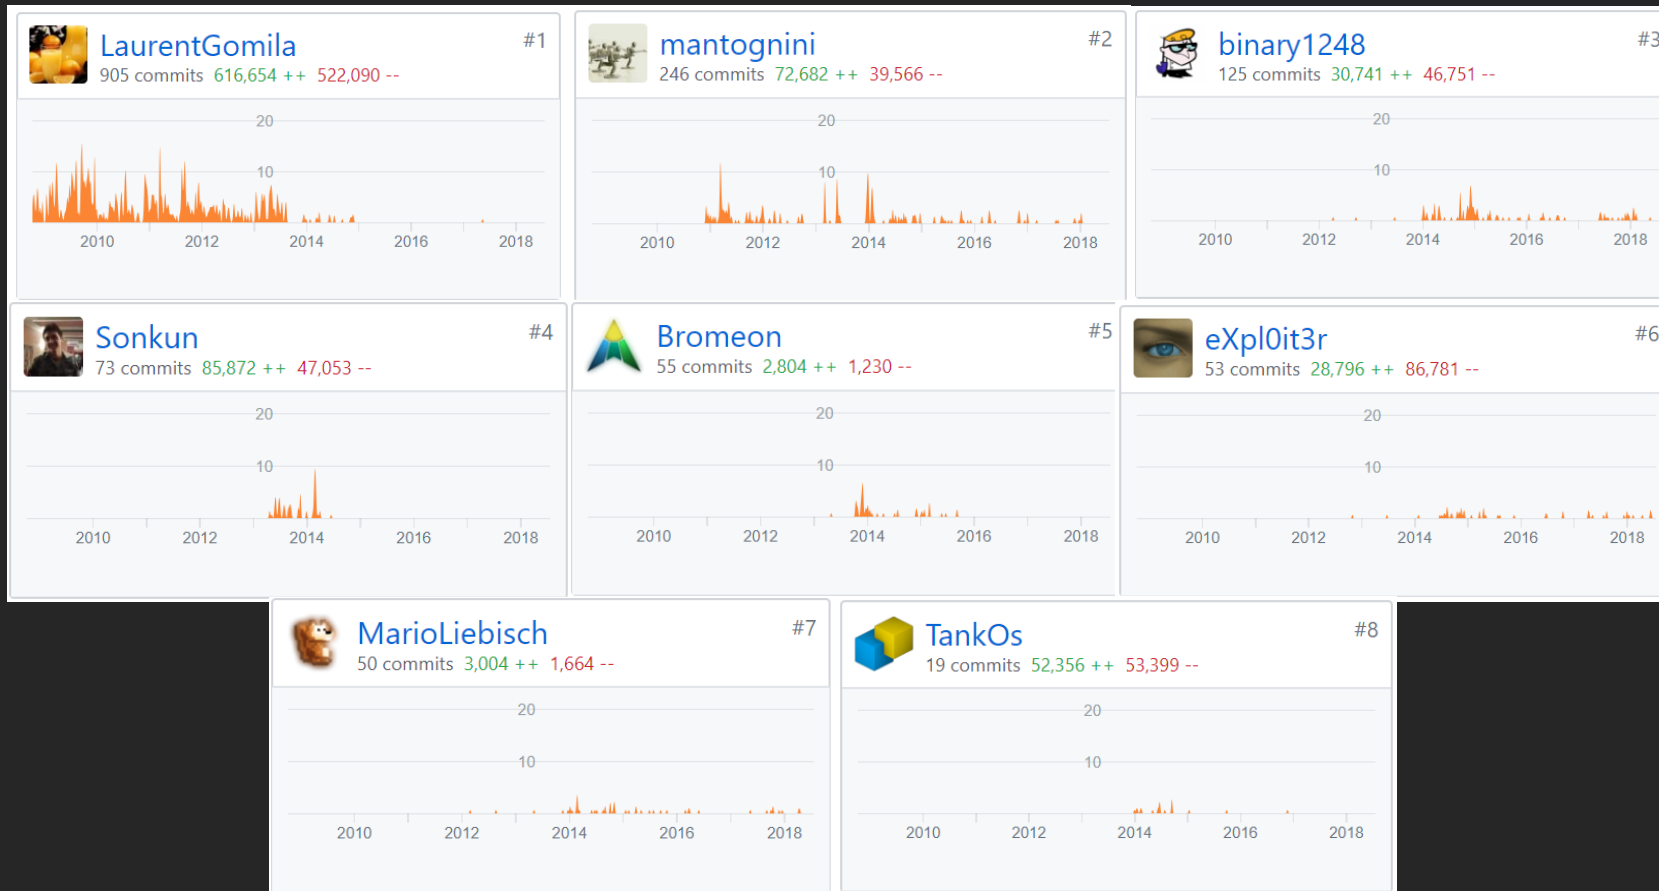 LaurentGomila #1
905 commits 616,654 ++ 522,090 --
20
10
2010 2012 2014 2016 2018
mantognini #2
246 commits 72,682 ++ 39,566 --
20
10
2010 2012 2014 2016 2018
binary1248 #3
125 commits 30,741 ++ 46,751 --
20
10
2010 2012 2014 2016 2018
Sonkun #4
73 commits 85,872 ++ 47,053 --
20
10
2010 2012 2014 2016 2018
Bromeon #5
55 commits 2,804 ++ 1,230 --
20
10
2010 2012 2014 2016 2018
eXpl0it3r #6
53 commits 28,796 ++ 86,781 --
20
10
2010 2012 2014 2016 2018
MarioLiebisch #7
50 commits 3,004 ++ 1,664 --
20
10
2010 2012 2014 2016 2018
TankOs #8
19 commits 52,356 ++ 53,399 --
20
10
2010 2012 2014 2016 2018